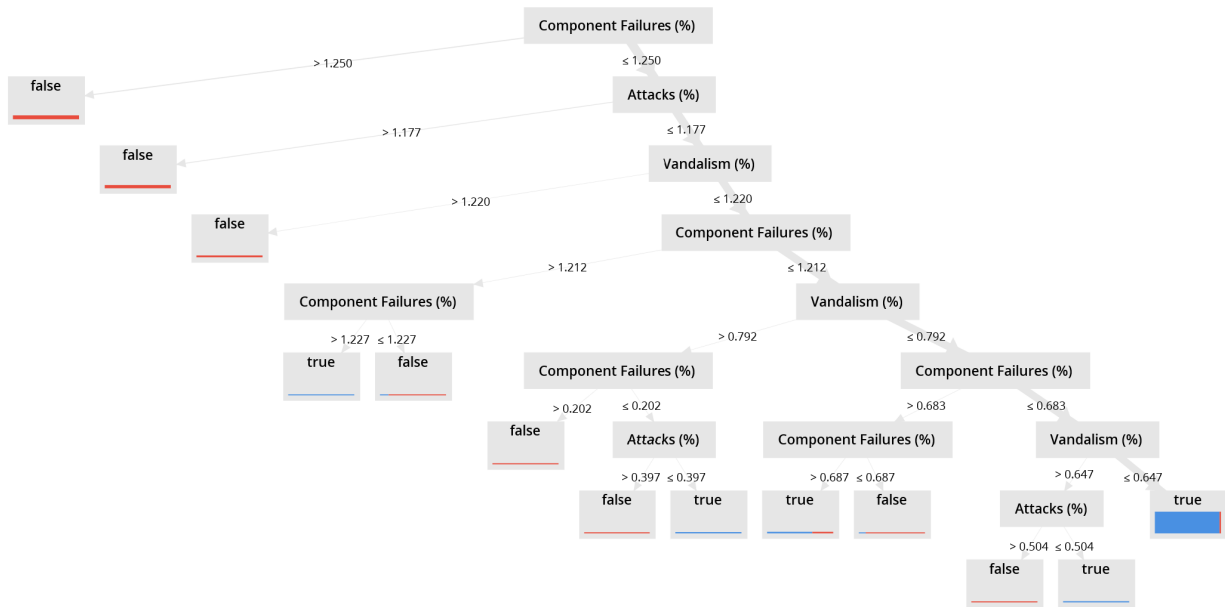 Component Failures (%)
> 1.250
≤ 1.250
false
Attacks (%)
> 1.177
≤ 1.177
false
Vandalism (%)
> 1.220
≤ 1.220
false
Component Failures (%)
> 1.212
≤ 1.212
Component Failures (%)
Vandalism (%)
> 1.227
≤ 1.227
> 0.792
≤ 0.792
true
false
Component Failures (%)
Component Failures (%)
> 0.202
≤ 0.202
> 0.683
≤ 0.683
false
Attacks (%)
Component Failures (%)
Vandalism (%)
> 0.397
≤ 0.397
> 0.687
≤ 0.687
> 0.647
≤ 0.647
false
true
true
false
Attacks (%)
true
> 0.504
≤ 0.504
false
true